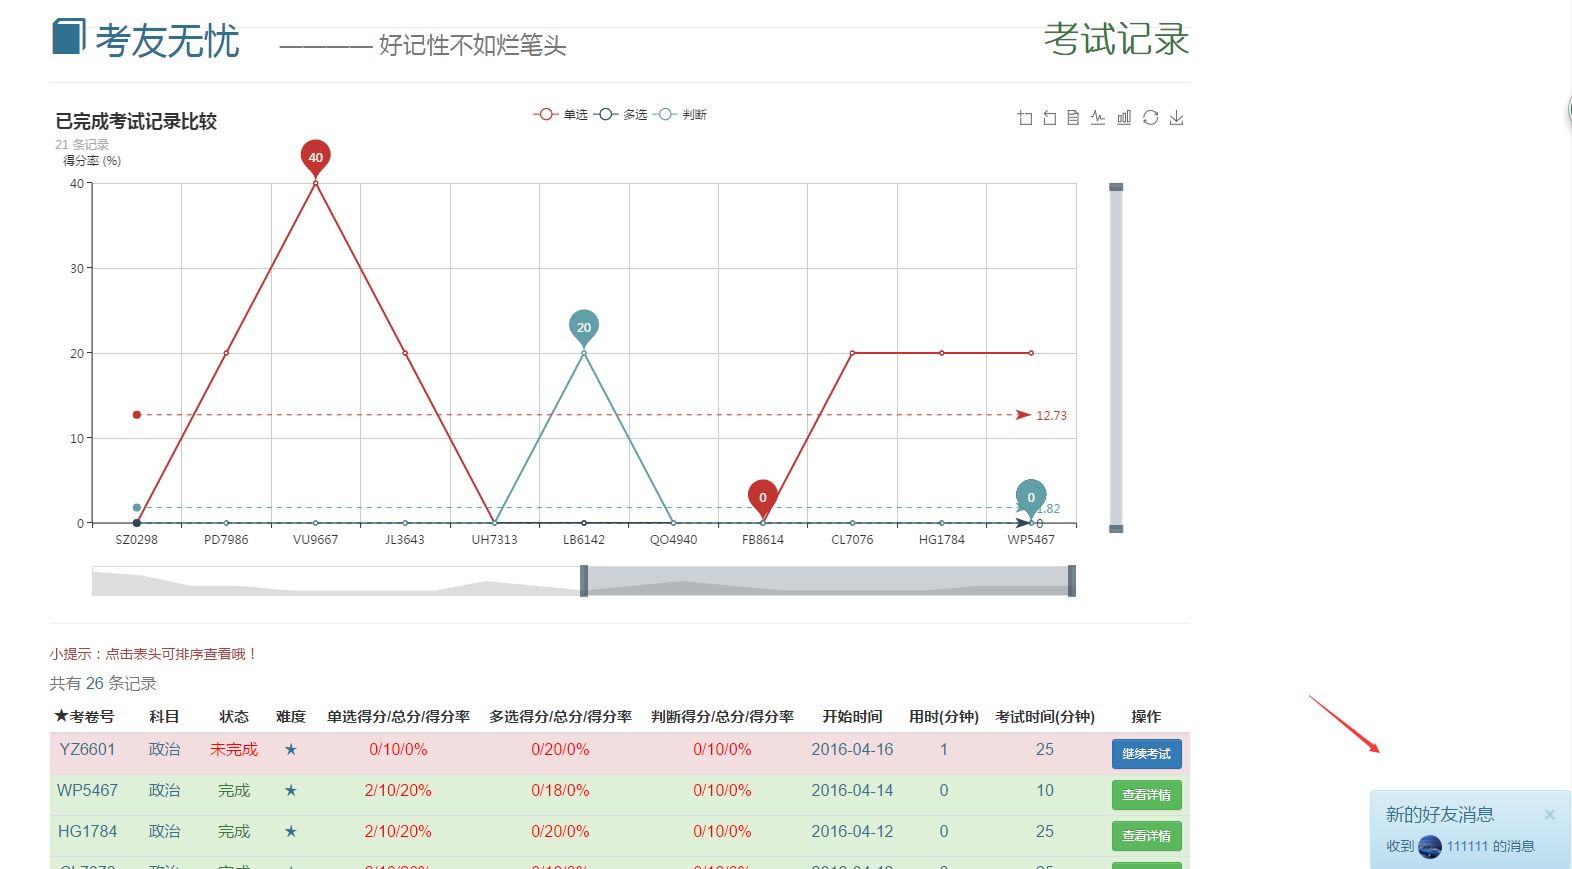 考友无忧 ———— 好记性不如烂笔头 考试记录
已完成考试记录比较 单选 多选 判断
21 条记录
得分率 (%)
40
40
30
20
20
12.73
10
0 0
1.82
0 0
SZ0298 PD7986 VU9667 JL3643 UH7313 LB6142 QO4940 FB8614 CL7076 HG1784 WP5467
小提示：点击表头可排序查看哦！
共有 26 条记录
★考卷号 科目 状态 难度 单选得分/总分/得分率 多选得分/总分/得分率 判断得分/总分/得分率 开始时间 用时(分钟) 考试时间(分钟) 操作
YZ6601 政治 未完成 ★ 0/10/0% 0/20/0% 0/10/0% 2016-04-16 1 25 继续考试
WP5467 政治 完成 ★ 2/10/20% 0/18/0% 0/10/0% 2016-04-14 0 10 查看详情
HG1784 政治 完成 ★ 2/10/20% 0/20/0% 0/10/0% 2016-04-12 0 25 查看详情
新的好友消息 ×
收到 111111 的消息